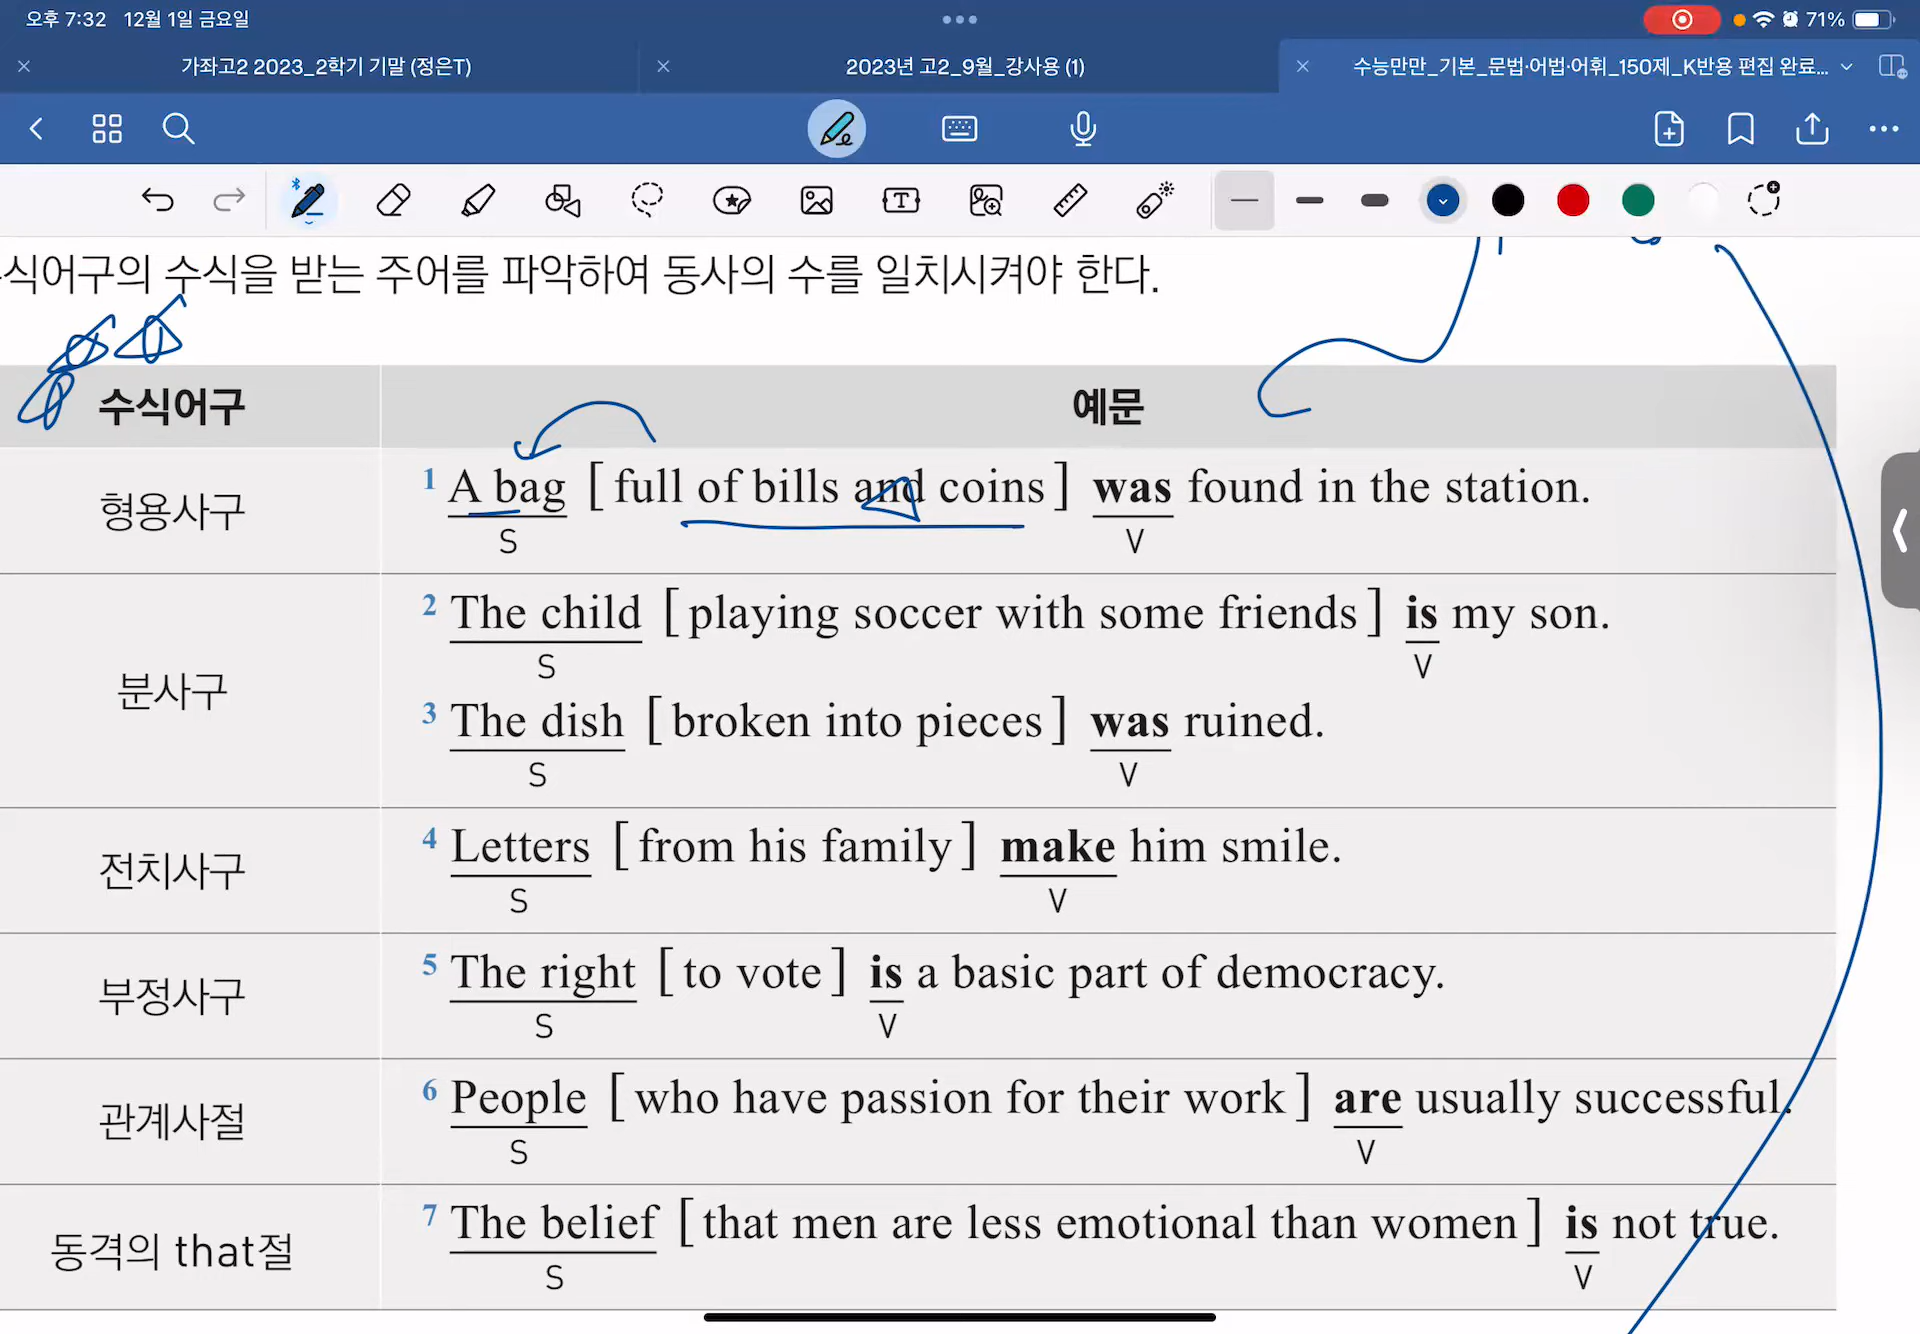 오후 7:32 12월 1일 금요일
71%
가좌고2 2023_2학기 기말 (정은T)
2023년 고2_9월_강사용 (1)
수능만만_기본_문법·어법·어휘_150제_K반용 편집 완료...
식어구의 수식을 받는 주어를 파악하여 동사의 수를 일치시켜야 한다.
수식어구 예문
형용사구
1 A bag [full of bills and coins] was found in the station.
S V
분사구
2 The child [playing soccer with some friends] is my son.
S V
3 The dish [broken into pieces] was ruined.
S V
전치사구
4 Letters [from his family] make him smile.
S V
부정사구
5 The right [to vote] is a basic part of democracy.
S V
관계사절
6 People [who have passion for their work] are usually successful.
S V
동격의 that절
7 The belief [that men are less emotional than women] is not true.
S V